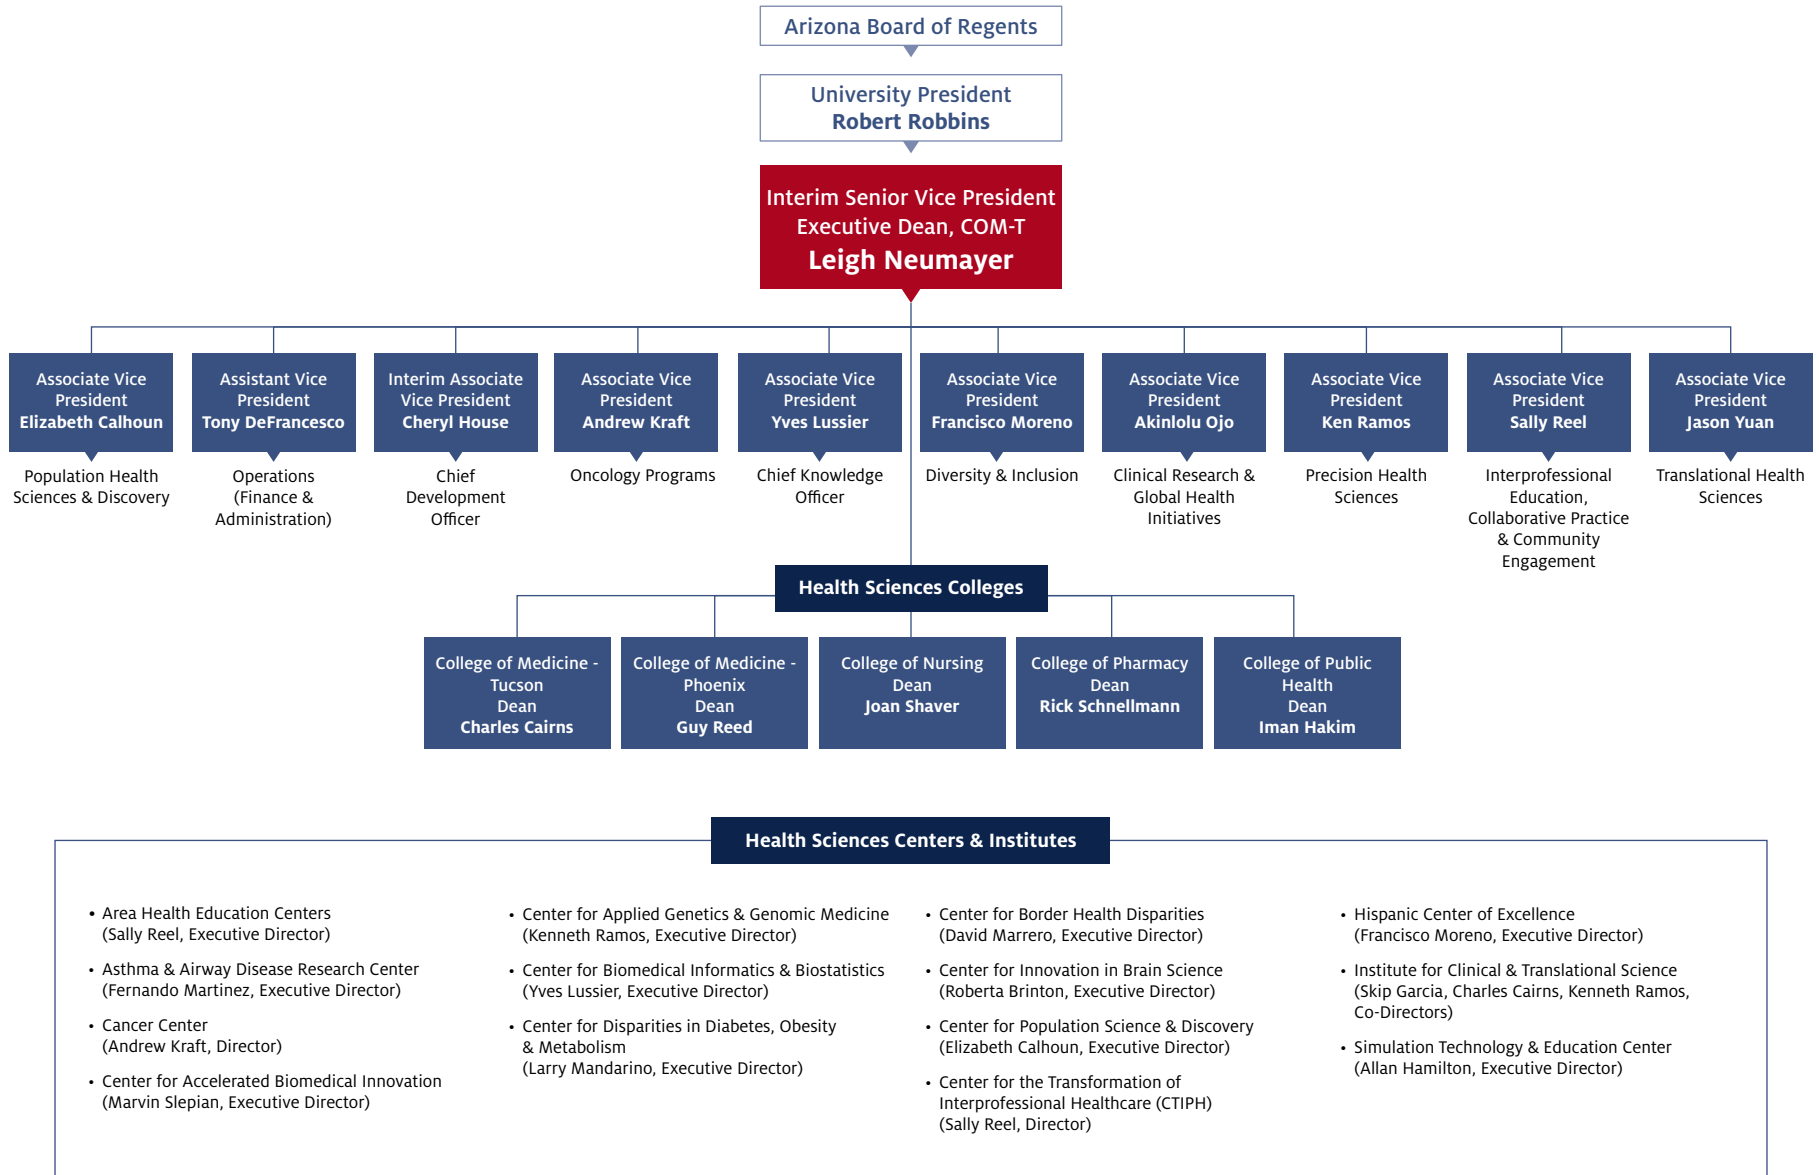 Arizona Board of Regents
University President
Robert Robbins
Interim Senior Vice President
Executive Dean, COM-T
Leigh Neumayer
Associate Vice
President
Elizabeth Calhoun
Population Health
Sciences & Discovery
Assistant Vice
President
Tony DeFrancesco
Operations
(Finance &
Administration)
Interim Associate
Vice President
Cheryl House
Chief
Development
Officer
Associate Vice
President
Andrew Kraft
Oncology Programs
Associate Vice
President
Yves Lussier
Chief Knowledge
Officer
Associate Vice
President
Francisco Moreno
Diversity & Inclusion
Associate Vice
President
Akinlolu Ojo
Clinical Research &
Global Health
Initiatives
Associate Vice
President
Ken Ramos
Precision Health
Sciences
Associate Vice
President
Sally Reel
Interprofessional
Education,
Collaborative Practice
& Community
Engagement
Associate Vice
President
Jason Yuan
Translational Health
Sciences
Health Sciences Colleges
College of Medicine -
Tucson
Dean
Charles Cairns
College of Medicine -
Phoenix
Dean
Guy Reed
College of Nursing
Dean
Joan Shaver
College of Pharmacy
Dean
Rick Schnellmann
College of Public
Health
Dean
Iman Hakim
Health Sciences Centers & Institutes
• Area Health Education Centers
(Sally Reel, Executive Director)
• Asthma & Airway Disease Research Center
(Fernando Martinez, Executive Director)
• Cancer Center
(Andrew Kraft, Director)
• Center for Accelerated Biomedical Innovation
(Marvin Slepian, Executive Director)
• Center for Applied Genetics & Genomic Medicine
(Kenneth Ramos, Executive Director)
• Center for Biomedical Informatics & Biostatistics
(Yves Lussier, Executive Director)
• Center for Disparities in Diabetes, Obesity
& Metabolism
(Larry Mandarino, Executive Director)
• Center for Border Health Disparities
(David Marrero, Executive Director)
• Center for Innovation in Brain Science
(Roberta Brinton, Executive Director)
• Center for Population Science & Discovery
(Elizabeth Calhoun, Executive Director)
• Center for the Transformation of
Interprofessional Healthcare (CTIPH)
(Sally Reel, Director)
• Hispanic Center of Excellence
(Francisco Moreno, Executive Director)
• Institute for Clinical & Translational Science
(Skip Garcia, Charles Cairns, Kenneth Ramos,
Co-Directors)
• Simulation Technology & Education Center
(Allan Hamilton, Executive Director)